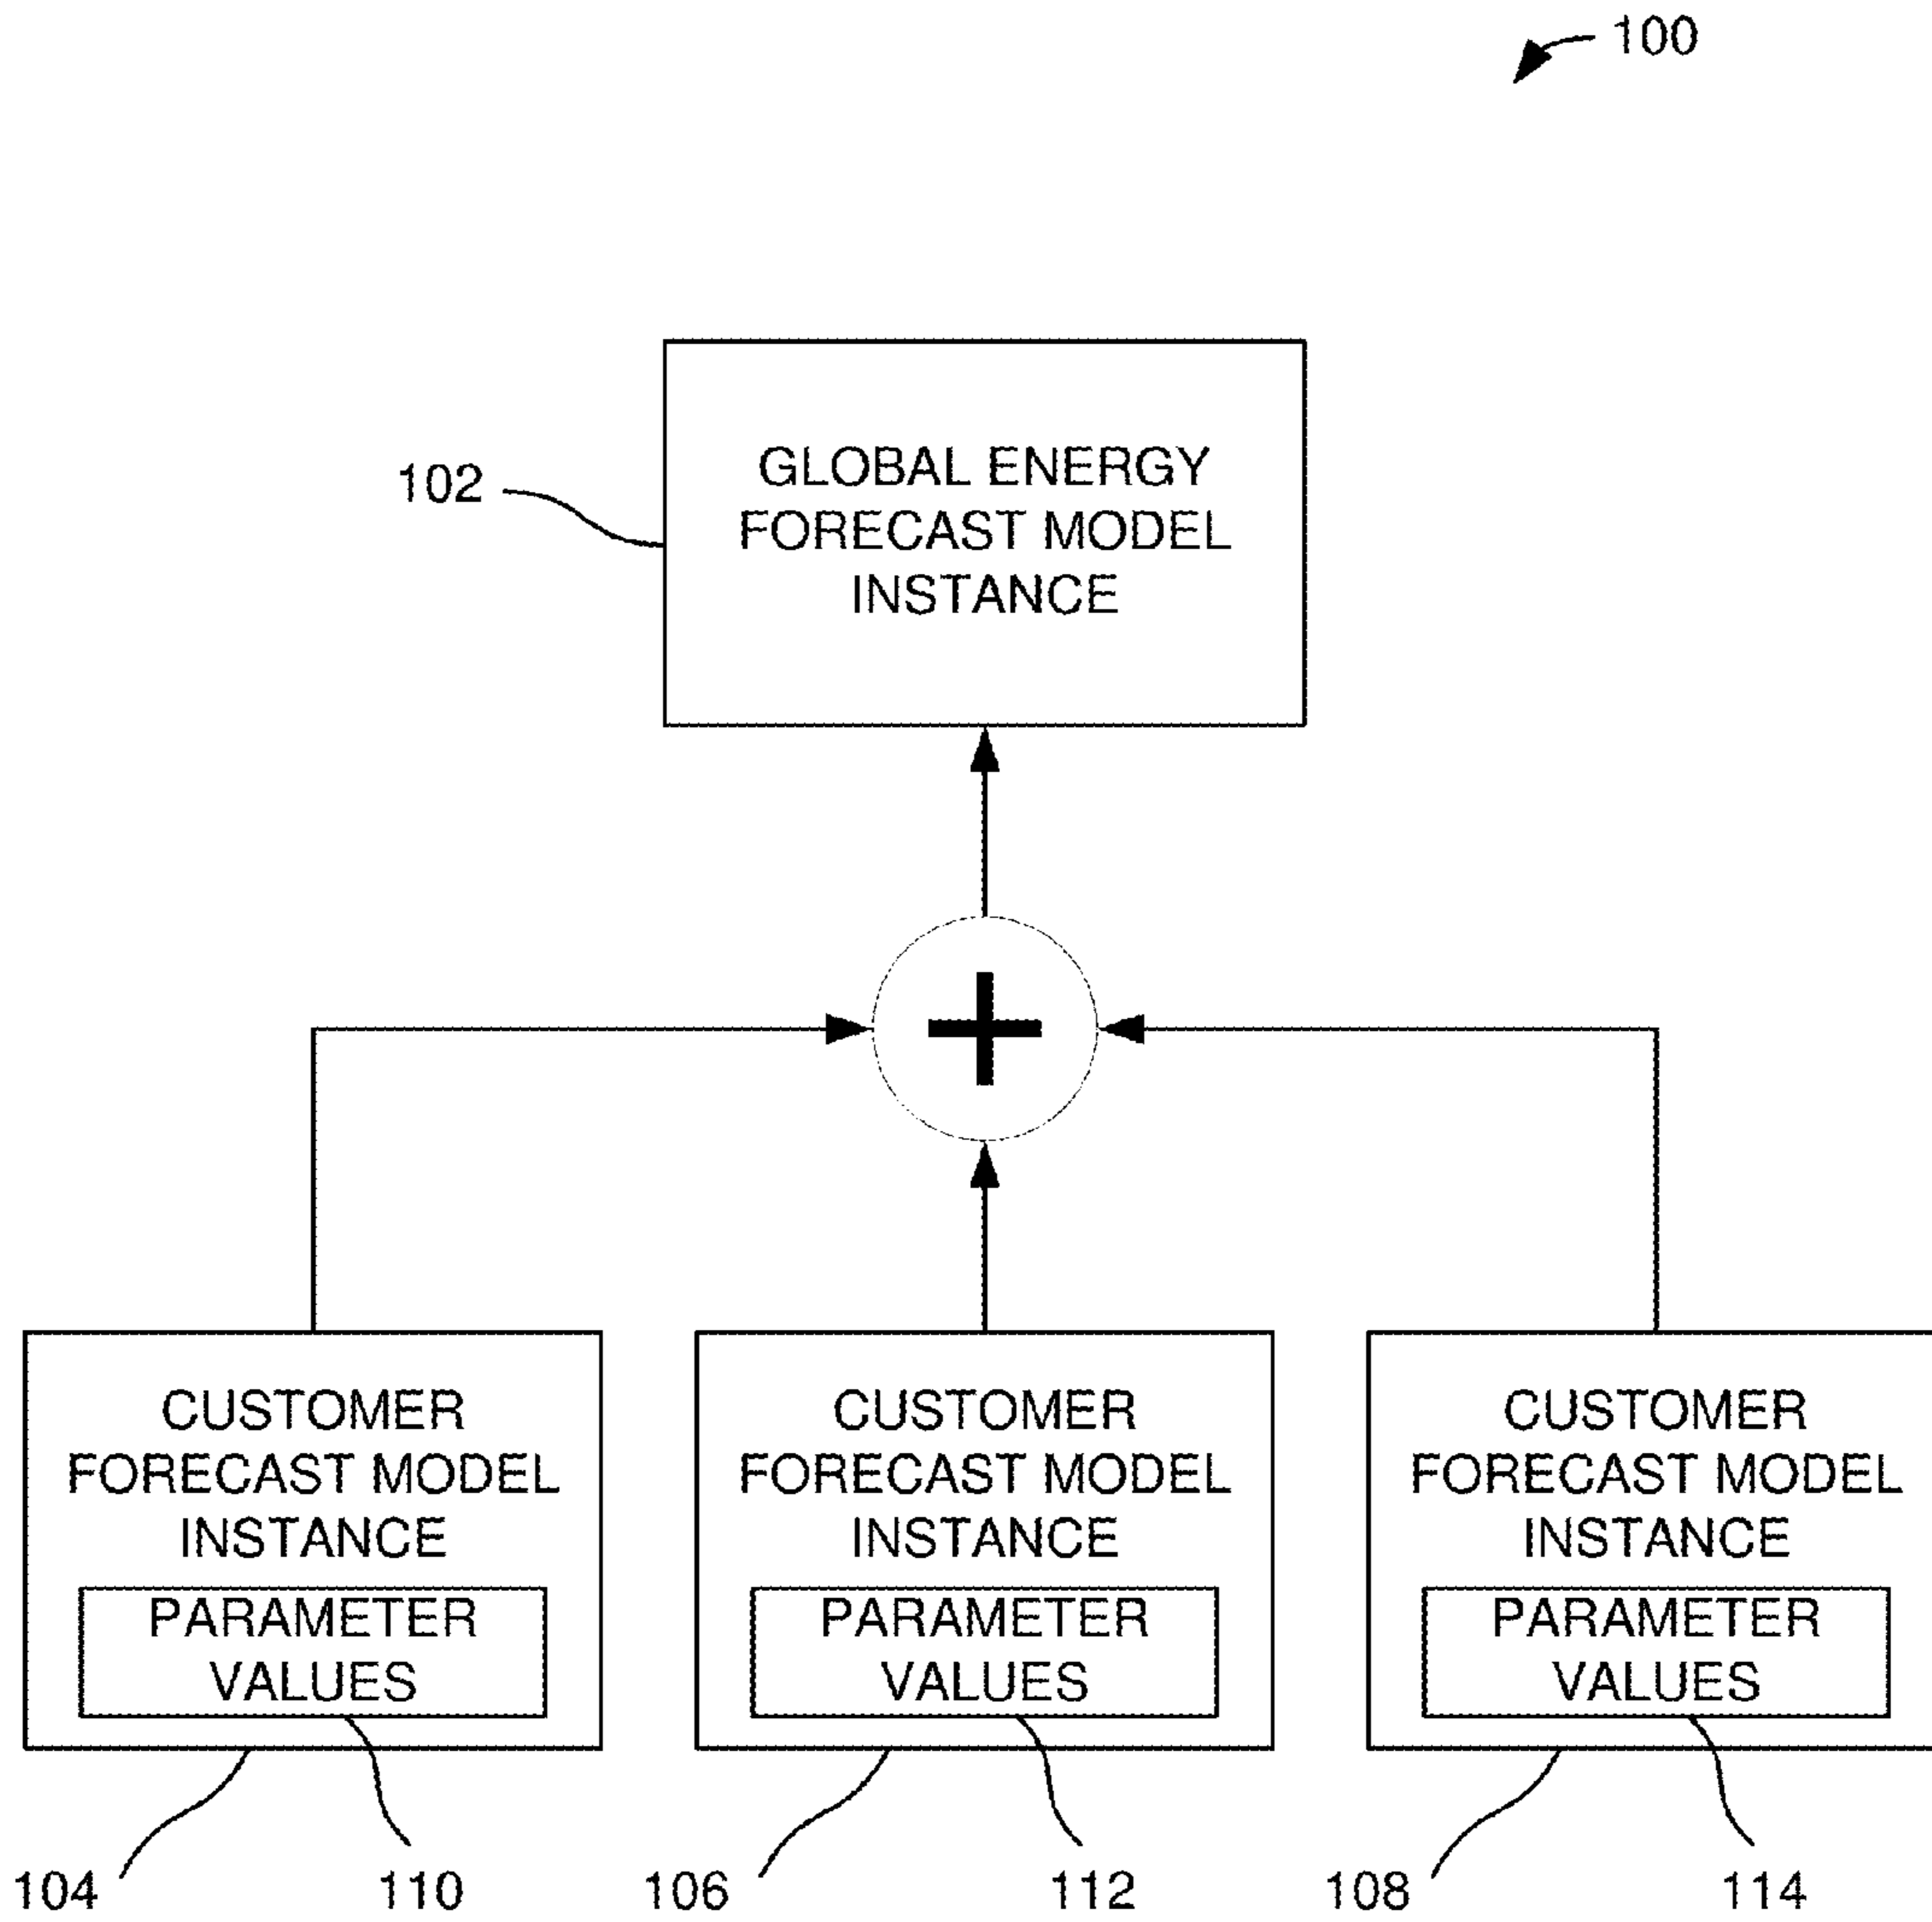 100
102
GLOBAL ENERGY
FORECAST MODEL
INSTANCE
+
CUSTOMER
FORECAST MODEL
INSTANCE
PARAMETER
VALUES
CUSTOMER
FORECAST MODEL
INSTANCE
PARAMETER
VALUES
CUSTOMER
FORECAST MODEL
INSTANCE
PARAMETER
VALUES
104
110
106
112
108
114